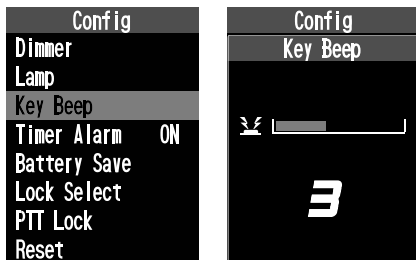 Config
Dimmer
Lamp
Key Beep
Timer Alarm ON
Battery Save
Lock Select
PTT Lock
Reset
Config
Key Beep
3